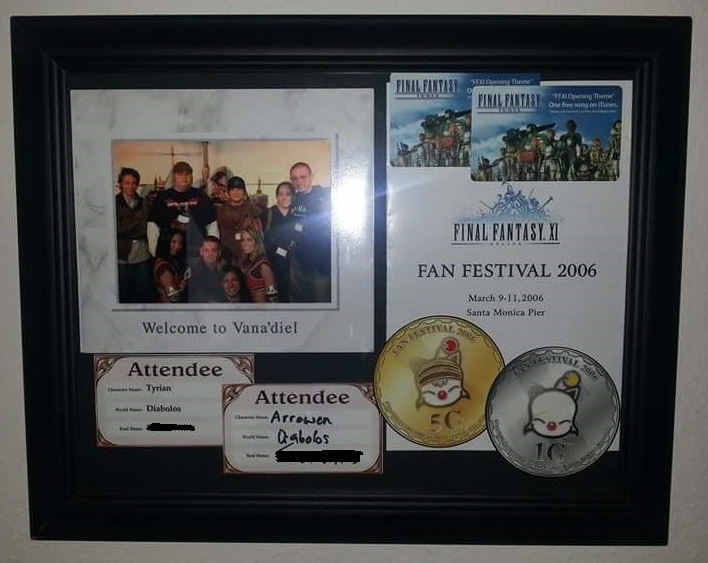 FINAL FANTASY
"FFXI Opening Theme"
FINAL FANTASY
"FFXI Opening Theme"
One free song on iTunes.
FINAL FANTASY XI
ONLINE
FAN FESTIVAL 2006
March 9-11, 2006
Santa Monica Pier
Welcome to Vana'diel
Attendee
Character Name: Tyrian
World Name: Diabolos
Real Name:
Attendee
Character Name: Arrowen
World Name: Diabolos
Real Name:
FAN FESTIVAL 2006
5C
FAN FESTIVAL 2006
1C